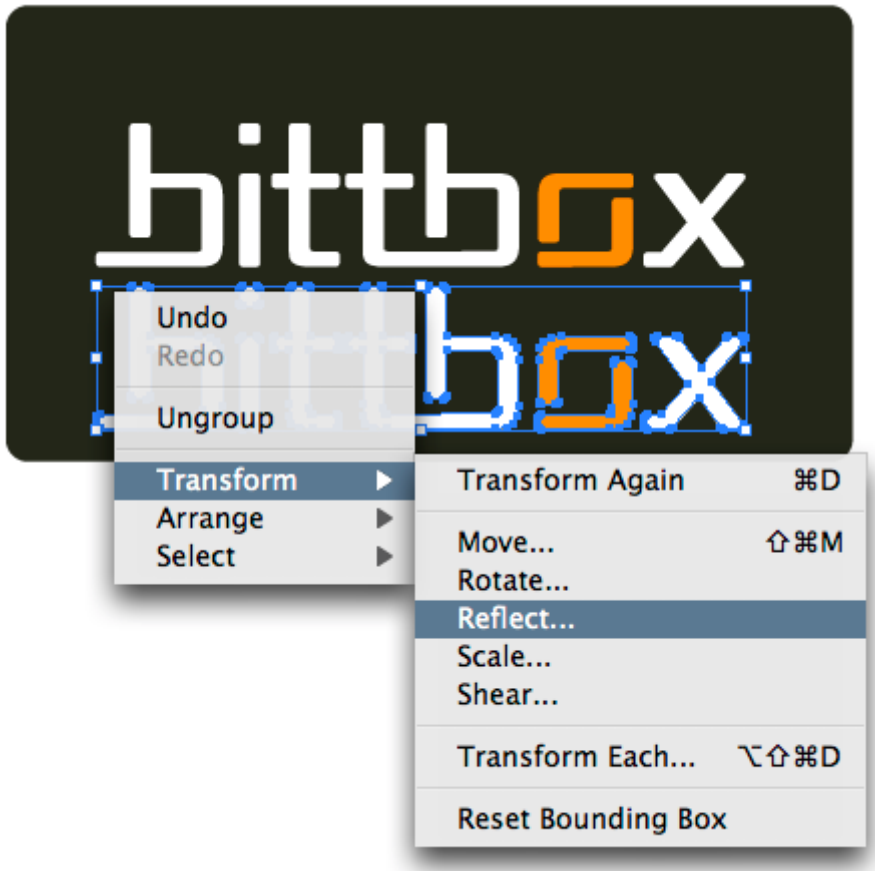 bittbox
bittbox
Undo
Redo
Ungroup
Transform
Arrange
Select
Transform Again ⌘D
Move... ⇧⌘M
Rotate...
Reflect...
Scale...
Shear...
Transform Each... ⌥⇧⌘D
Reset Bounding Box